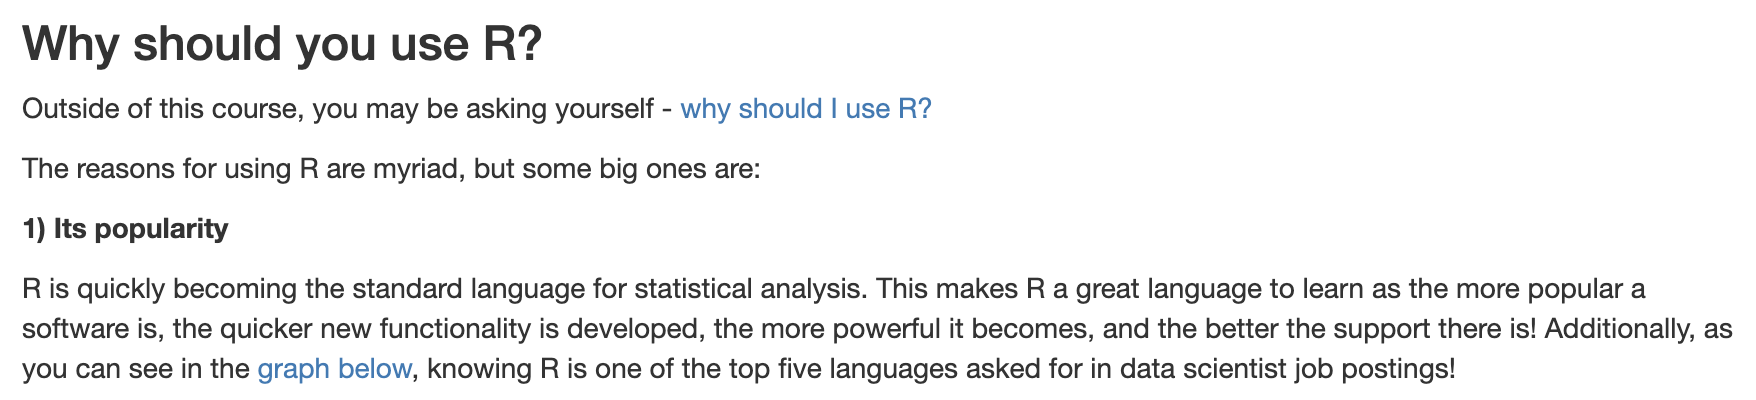 Why should you use R?
Outside of this course, you may be asking yourself - why should I use R?
The reasons for using R are myriad, but some big ones are:
1) Its popularity
R is quickly becoming the standard language for statistical analysis. This makes R a great language to learn as the more popular a
software is, the quicker new functionality is developed, the more powerful it becomes, and the better the support there is! Additionally, as
you can see in the graph below, knowing R is one of the top five languages asked for in data scientist job postings!